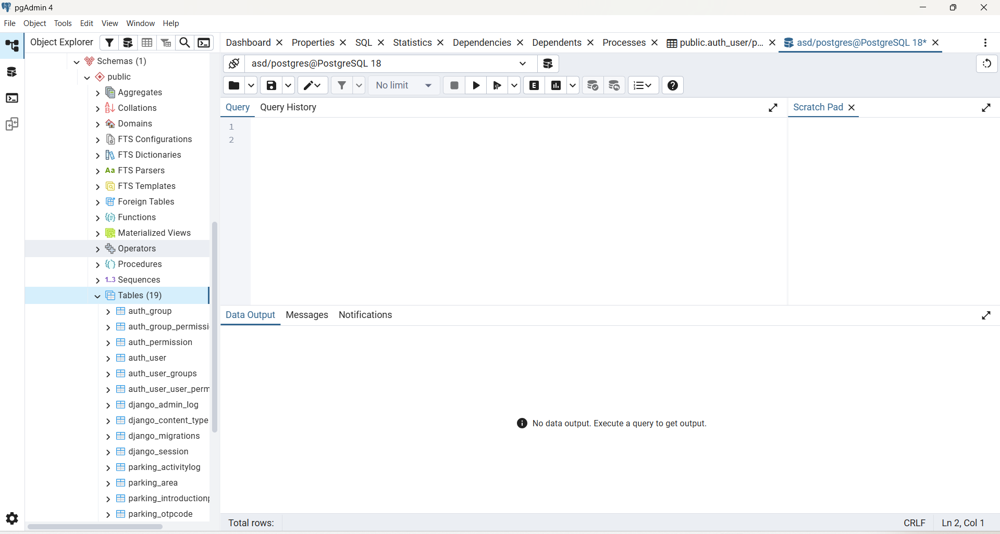 pgAdmin 4
File Object Tools Edit View Window Help
Object Explorer
Dashboard Properties SQL Statistics Dependencies Dependents Processes public.auth_user/p... asd/postgres@PostgreSQL 18*
asd/postgres@PostgreSQL 18
No limit
E
Query Query History
Scratch Pad
1
2
Schemas (1)
public
Aggregates
Collations
Domains
FTS Configurations
FTS Dictionaries
Aa FTS Parsers
FTS Templates
Foreign Tables
Functions
Materialized Views
Operators
Procedures
1..3 Sequences
Tables (19)
auth_group
auth_group_permissi
auth_permission
auth_user
auth_user_groups
auth_user_user_perm
django_admin_log
django_content_type
django_migrations
django_session
parking_activitylog
parking_area
parking_introductionp
parking_otpcode
Data Output Messages Notifications
No data output. Execute a query to get output.
Total rows:
CRLF Ln 2, Col 1